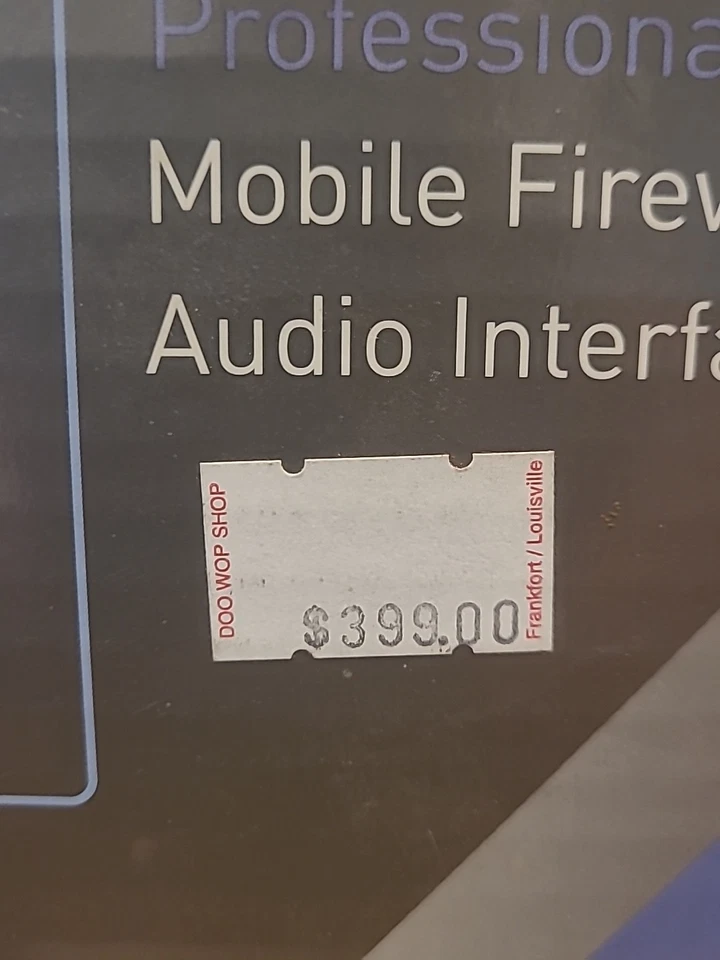 Professiona
Mobile Firew
Audio Interfa
DOO WOP SHOP
$399.00
Frankfort / Louisville